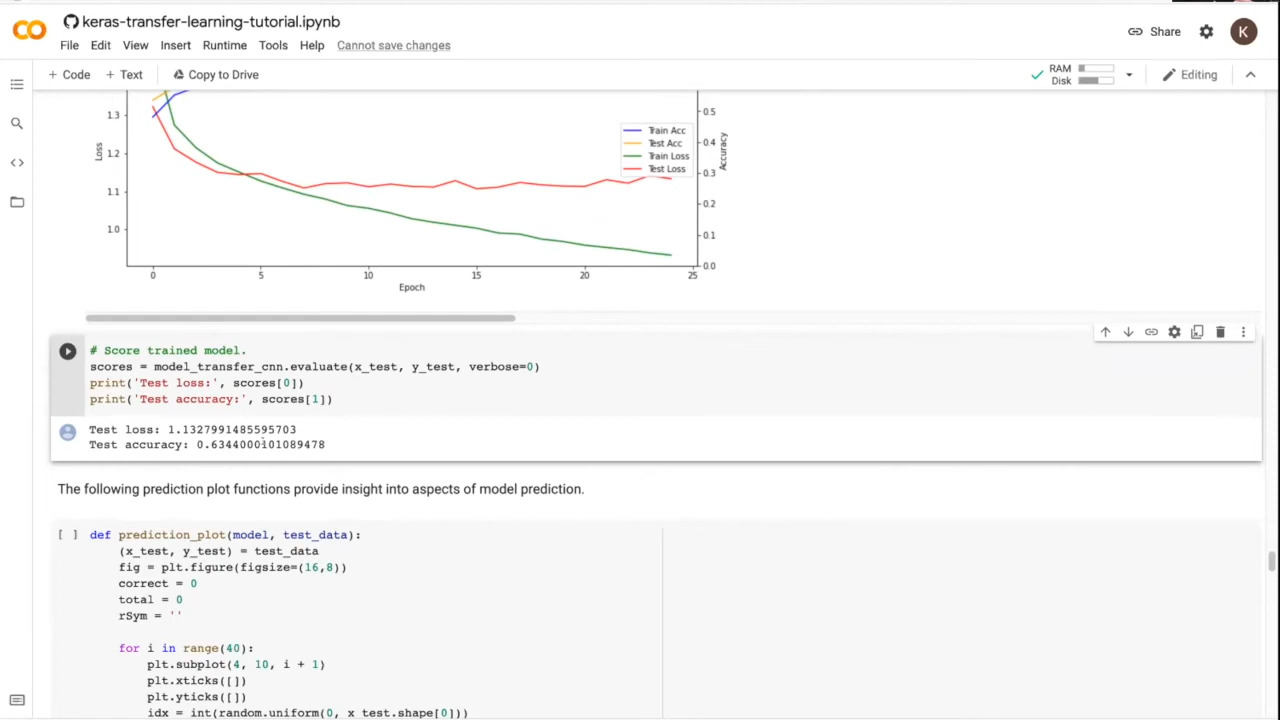 keras-transfer-learning-tutorial.ipynb
Share
K
File Edit View Insert Runtime Tools Help Cannot save changes
+ Code + Text Copy to Drive
RAM
Disk
Editing
1.3
1.2
1.1
1.0
Loss
0.5
0.4
0.3
0.2
0.1
0.0
Accuracy
Train Acc
Test Acc
Train Loss
Test Loss
0 5 10 15 20 25
Epoch
# Score trained model.
scores = model_transfer_cnn.evaluate(x_test, y_test, verbose=0)
print('Test loss:', scores[0])
print('Test accuracy:', scores[1])
Test loss: 1.1327991485595703
Test accuracy: 0.6344000101089478
The following prediction plot functions provide insight into aspects of model prediction.
[ ] def prediction_plot(model, test_data):
(x_test, y_test) = test_data
fig = plt.figure(figsize=(16,8))
correct = 0
total = 0
rSym = ''
for i in range(40):
plt.subplot(4, 10, i + 1)
plt.xticks([])
plt.yticks([])
idx = int(random.uniform(0, x_test.shape[0]))